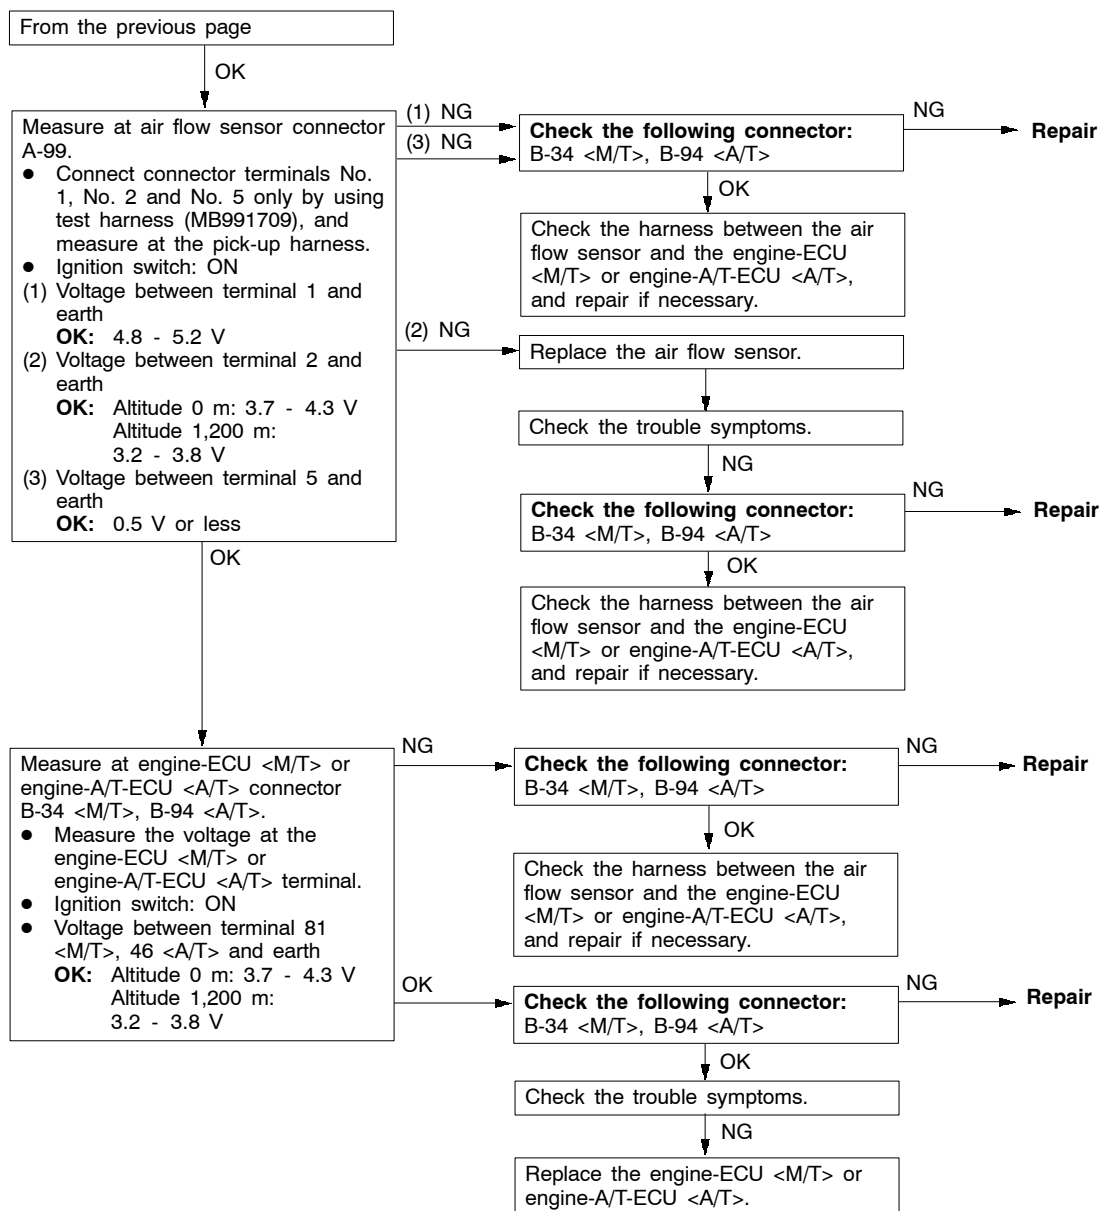 From the previous page
OK
Measure at air flow sensor connector
A-99.
● Connect connector terminals No.
1, No. 2 and No. 5 only by using
test harness (MB991709), and
measure at the pick-up harness.
● Ignition switch: ON
(1) Voltage between terminal 1 and
earth
OK: 4.8 - 5.2 V
(2) Voltage between terminal 2 and
earth
OK: Altitude 0 m: 3.7 - 4.3 V
Altitude 1,200 m:
3.2 - 3.8 V
(3) Voltage between terminal 5 and
earth
OK: 0.5 V or less
(1) NG
(3) NG
Check the following connector:
B-34 <M/T>, B-94 <A/T>
NG
Repair
OK
Check the harness between the air
flow sensor and the engine-ECU
<M/T> or engine-A/T-ECU <A/T>,
and repair if necessary.
(2) NG
Replace the air flow sensor.
Check the trouble symptoms.
NG
Check the following connector:
B-34 <M/T>, B-94 <A/T>
NG
Repair
OK
Check the harness between the air
flow sensor and the engine-ECU
<M/T> or engine-A/T-ECU <A/T>,
and repair if necessary.
OK
Measure at engine-ECU <M/T> or
engine-A/T-ECU <A/T> connector
B-34 <M/T>, B-94 <A/T>.
● Measure the voltage at the
engine-ECU <M/T> or
engine-A/T-ECU <A/T> terminal.
● Ignition switch: ON
● Voltage between terminal 81
<M/T>, 46 <A/T> and earth
OK: Altitude 0 m: 3.7 - 4.3 V
Altitude 1,200 m:
3.2 - 3.8 V
NG
Check the following connector:
B-34 <M/T>, B-94 <A/T>
NG
Repair
OK
Check the harness between the air
flow sensor and the engine-ECU
<M/T> or engine-A/T-ECU <A/T>,
and repair if necessary.
OK
Check the following connector:
B-34 <M/T>, B-94 <A/T>
NG
Repair
OK
Check the trouble symptoms.
NG
Replace the engine-ECU <M/T> or
engine-A/T-ECU <A/T>.